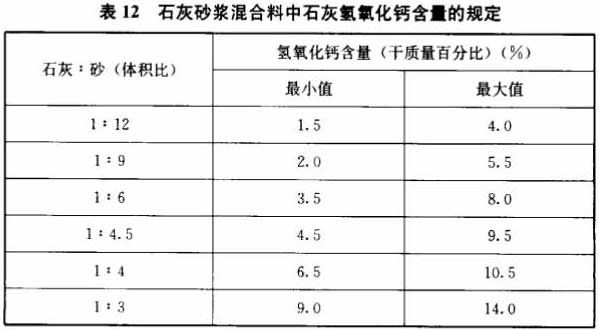 表 12 石灰砂浆混合料中石灰氢氧化钙含量的规定
石灰：砂（体积比） 氢氧化钙含量（干质量百分比）（%）
最小值 最大值
1：12 1.5 4.0
1：9 2.0 5.5
1：6 3.5 8.0
1：4.5 4.5 9.5
1：4 6.5 10.5
1：3 9.0 14.0